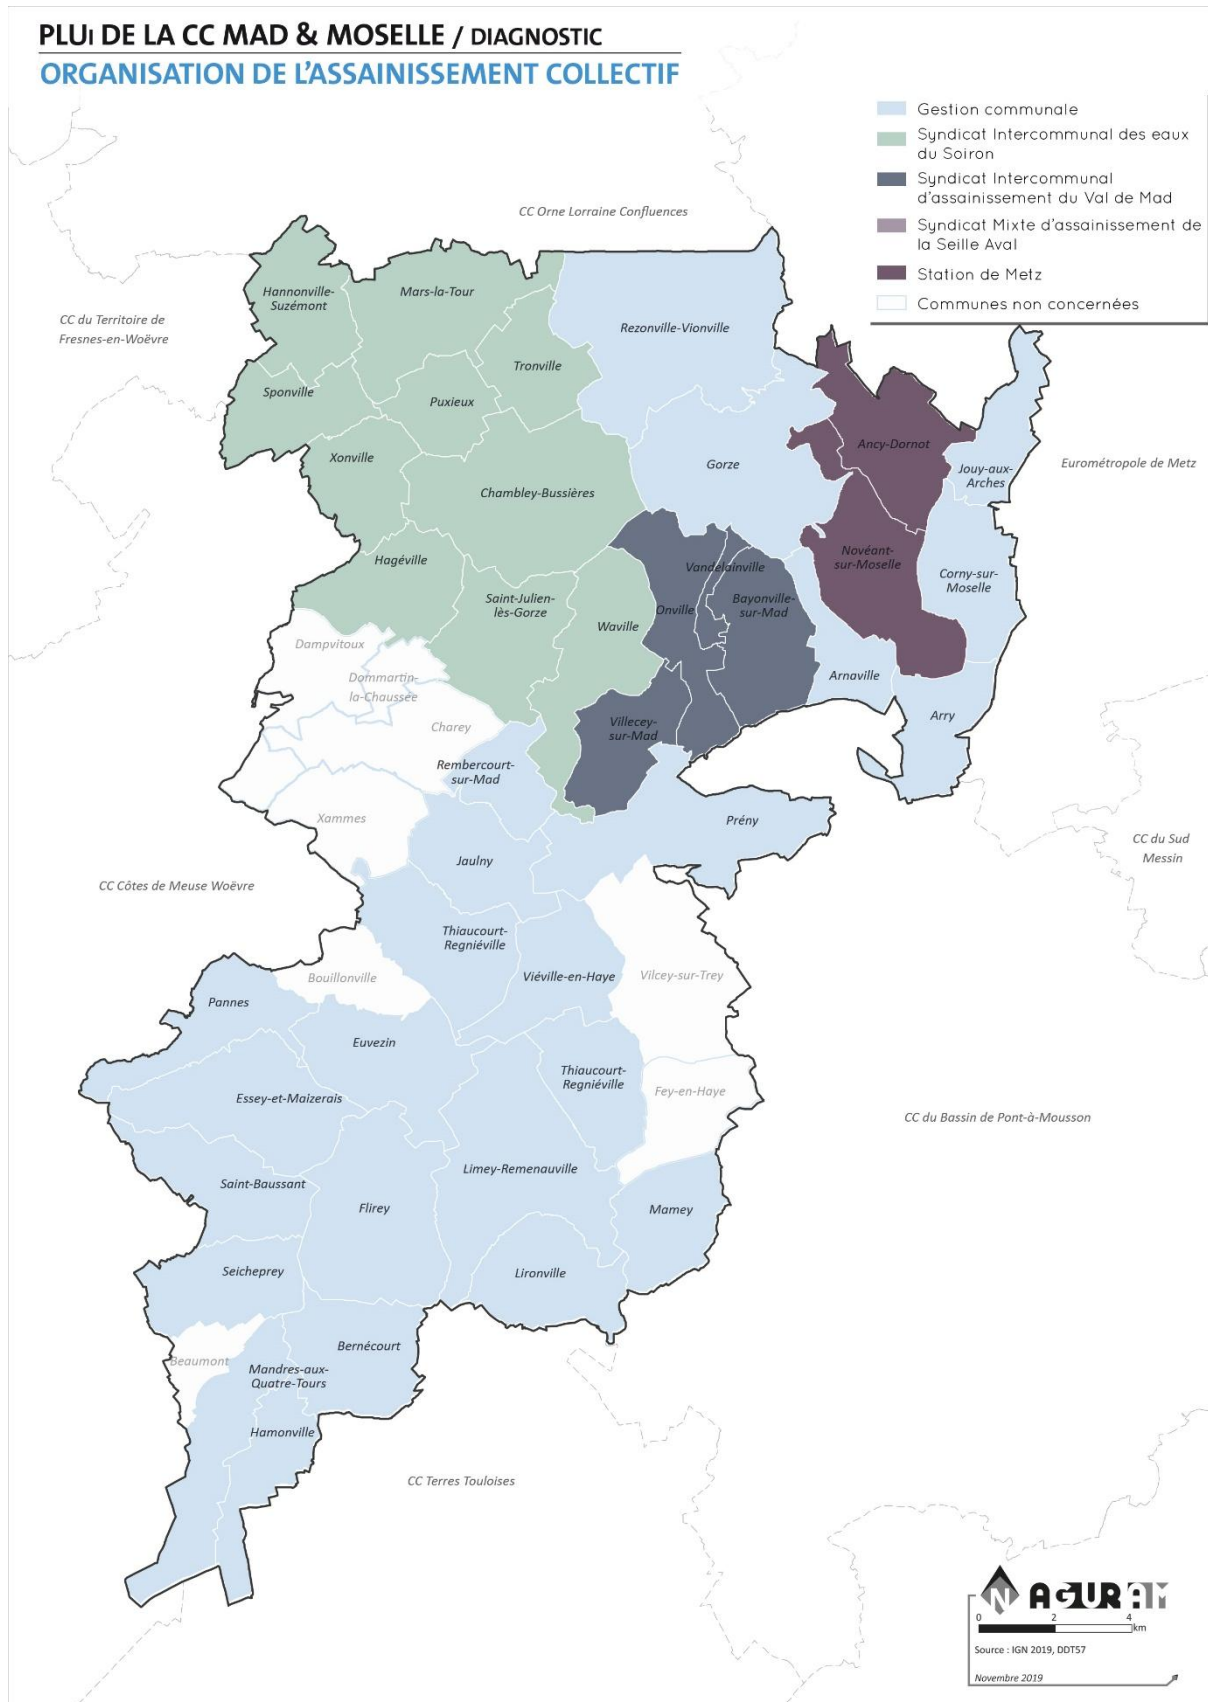 PLUi DE LA CC MAD & MOSELLE / DIAGNOSTIC
ORGANISATION DE L'ASSAINISSEMENT COLLECTIF
Gestion communale
Syndicat Intercommunal des eaux
du Soiron
Syndicat Intercommunal
d'assainissement du Val de Mad
Syndicat Mixte d'assainissement de
la Seille Aval
Station de Metz
Communes non concernées
CC Orne Lorraine Confluences
CC du Territoire de
Fresnes-en-Woëvre
Hannonville-
Suzémont
Mars-la-Tour
Rezonville-Vionville
Tronville
Sponville
Puxieux
Ancy-Dornot
Xonville
Gorze
Jouy-aux-
Arches
Eurométropole de Metz
Chambley-Bussières
Hagéville
Novéant-
sur-Moselle
Vandelainville
Corny-sur-
Moselle
Saint-Julien-
lès-Gorze
Onville
Bayonville-
sur-Mad
Waville
Dampvitoux
Dommartin-
la-Chaussée
Arnaville
Arry
Charey
Villecey-
sur-Mad
Rembercourt-
sur-Mad
Xammes
Prény
CC du Sud
Messin
Jaulny
CC Côtes de Meuse Woëvre
Thiaucourt-
Regniéville
Bouillonville
Viéville-en-Haye
Vilcey-sur-Trey
Pannes
Euvezin
Thiaucourt-
Regniéville
Fey-en-Haye
Essey-et-Maizerais
CC du Bassin de Pont-à-Mousson
Limey-Remenauville
Saint-Baussant
Flirey
Mamey
Seicheprey
Lironville
Bernécourt
Beaumont
Mandres-aux-
Quatre-Tours
Hamonville
CC Terres Touloises
N AGURAM
0 2 4
km
Source : IGN 2019, DDT57
Novembre 2019